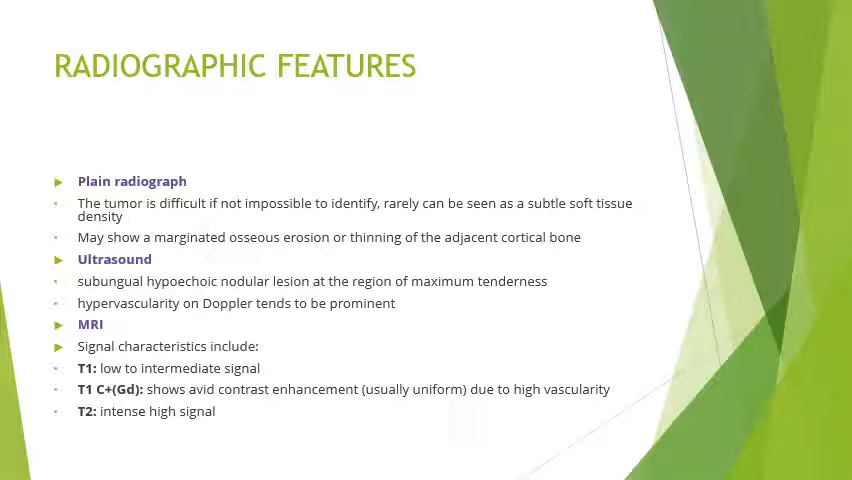 RADIOGRAPHIC FEATURES
Plain radiograph
The tumor is difficult if not impossible to identify, rarely can be seen as a subtle soft tissue
density
May show a marginated osseous erosion or thinning of the adjacent cortical bone
Ultrasound
subungual hypoechoic nodular lesion at the region of maximum tenderness
hypervascularity on Doppler tends to be prominent
MRI
Signal characteristics include:
T1: low to intermediate signal
T1 C+(Gd): shows avid contrast enhancement (usually uniform) due to high vascularity
T2: intense high signal